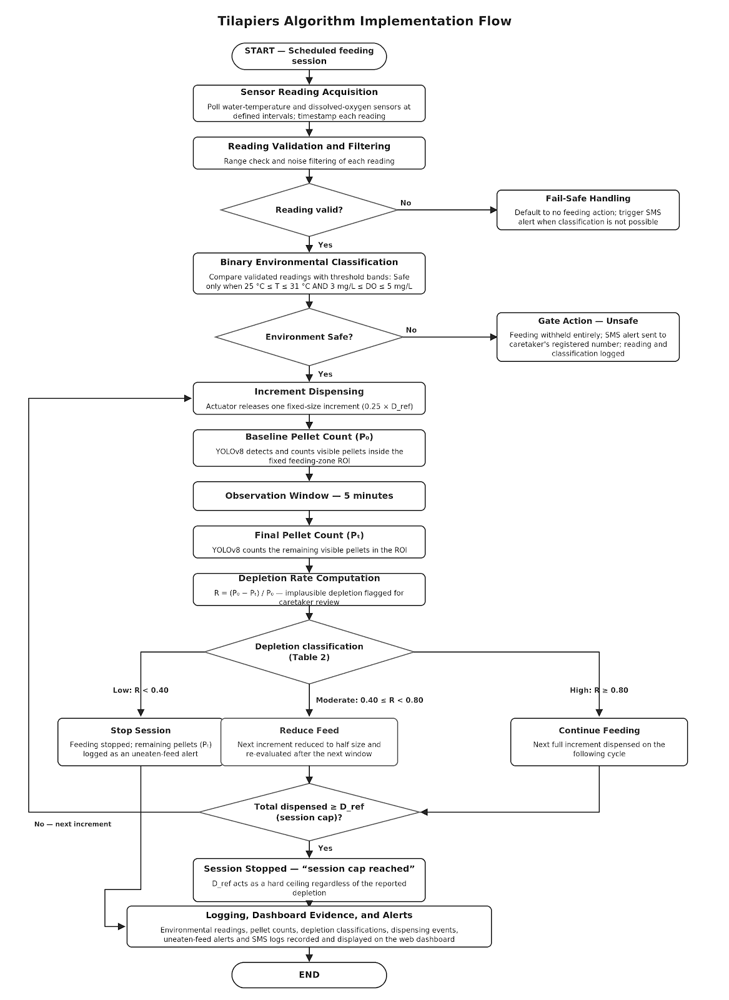 Tilapiers Algorithm Implementation Flow
START — Scheduled feeding
session
Sensor Reading Acquisition
Poll water-temperature and dissolved-oxygen sensors at
defined intervals; timestamp each reading
Reading Validation and Filtering
Range check and noise filtering of each reading
Reading valid?
No
Fail-Safe Handling
Default to no feeding action; trigger SMS
alert when classification is not possible
Yes
Binary Environmental Classification
Compare validated readings with threshold bands: Safe
only when 25 °C ≤ T ≤ 31 °C AND 3 mg/L ≤ DO ≤ 5 mg/L
Environment Safe?
No
Gate Action — Unsafe
Feeding withheld entirely; SMS alert sent to
caretaker's registered number; reading and
classification logged
Yes
Increment Dispensing
Actuator releases one fixed-size increment (0.25 × D_ref)
Baseline Pellet Count (P₀)
YOLOv8 detects and counts visible pellets inside the
fixed feeding-zone ROI
Observation Window — 5 minutes
Final Pellet Count (Pₜ)
YOLOv8 counts the remaining visible pellets in the ROI
Depletion Rate Computation
R = (P₀ − Pₜ) / P₀ — implausible depletion flagged for
caretaker review
Depletion classification
(Table 2)
Low: R < 0.40
Moderate: 0.40 ≤ R < 0.80
High: R ≥ 0.80
Stop Session
Feeding stopped; remaining pellets (Pₜ)
logged as an uneaten-feed alert
Reduce Feed
Next increment reduced to half size and
re-evaluated after the next window
Continue Feeding
Next full increment dispensed on the
following cycle
Total dispensed ≥ D_ref
(session cap)?
No — next increment
Yes
Session Stopped — “session cap reached”
D_ref acts as a hard ceiling regardless of the reported
depletion
Logging, Dashboard Evidence, and Alerts
Environmental readings, pellet counts, depletion classifications, dispensing events,
uneaten-feed alerts and SMS logs recorded and displayed on the web dashboard
END